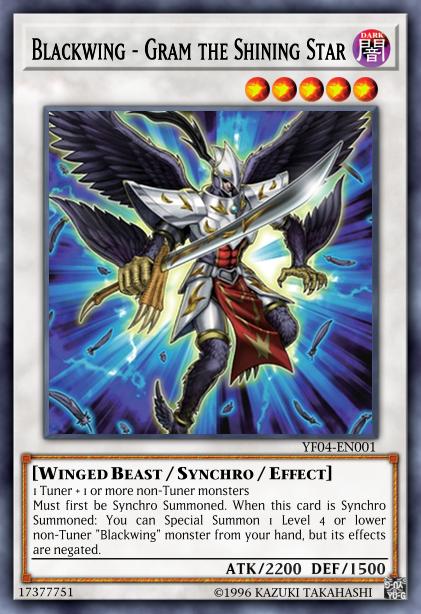 BLACKWING - GRAM THE SHINING STAR
DARK
闇
YF04-EN001
[WINGED BEAST / SYNCHRO / EFFECT]
1 Tuner + 1 or more non-Tuner monsters
Must first be Synchro Summoned. When this card is Synchro
Summoned: You can Special Summon 1 Level 4 or lower
non-Tuner "Blackwing" monster from your hand, but its effects
are negated.
ATK/2200 DEF/1500
17377751
©1996 KAZUKI TAKAHASHI